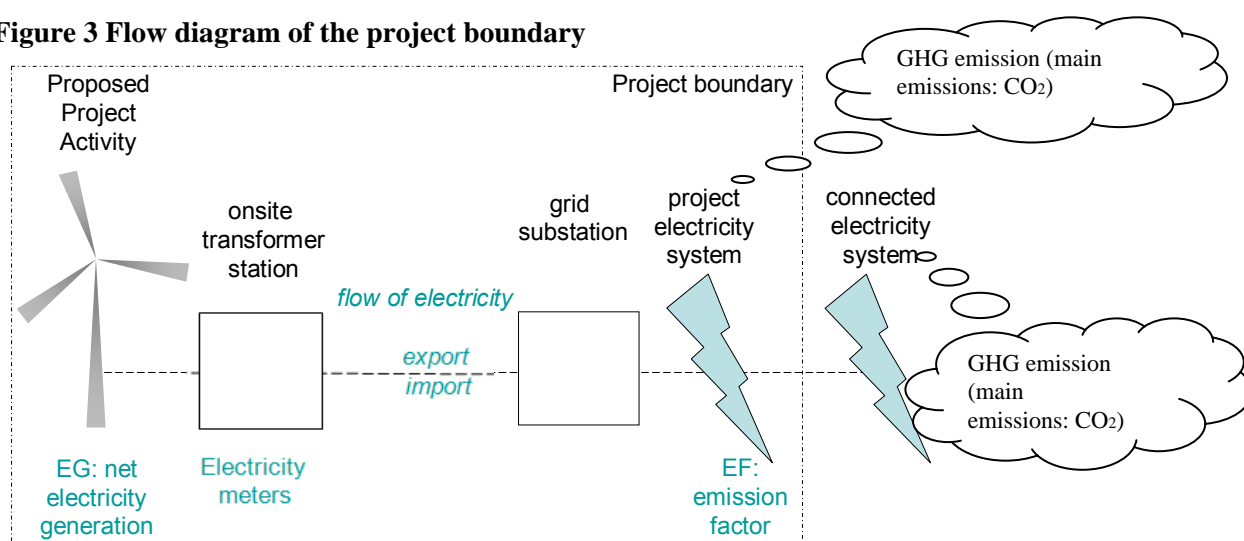 Figure 3 Flow diagram of the project boundary
Proposed
Project
Activity
Project boundary
GHG emission (main
emissions: CO2)
onsite
transformer
station
grid
substation
project
electricity
system
connected
electricity
system
flow of electricity
export
import
GHG emission
(main
emissions: CO2)
EG: net
electricity
generation
Electricity
meters
EF:
emission
factor